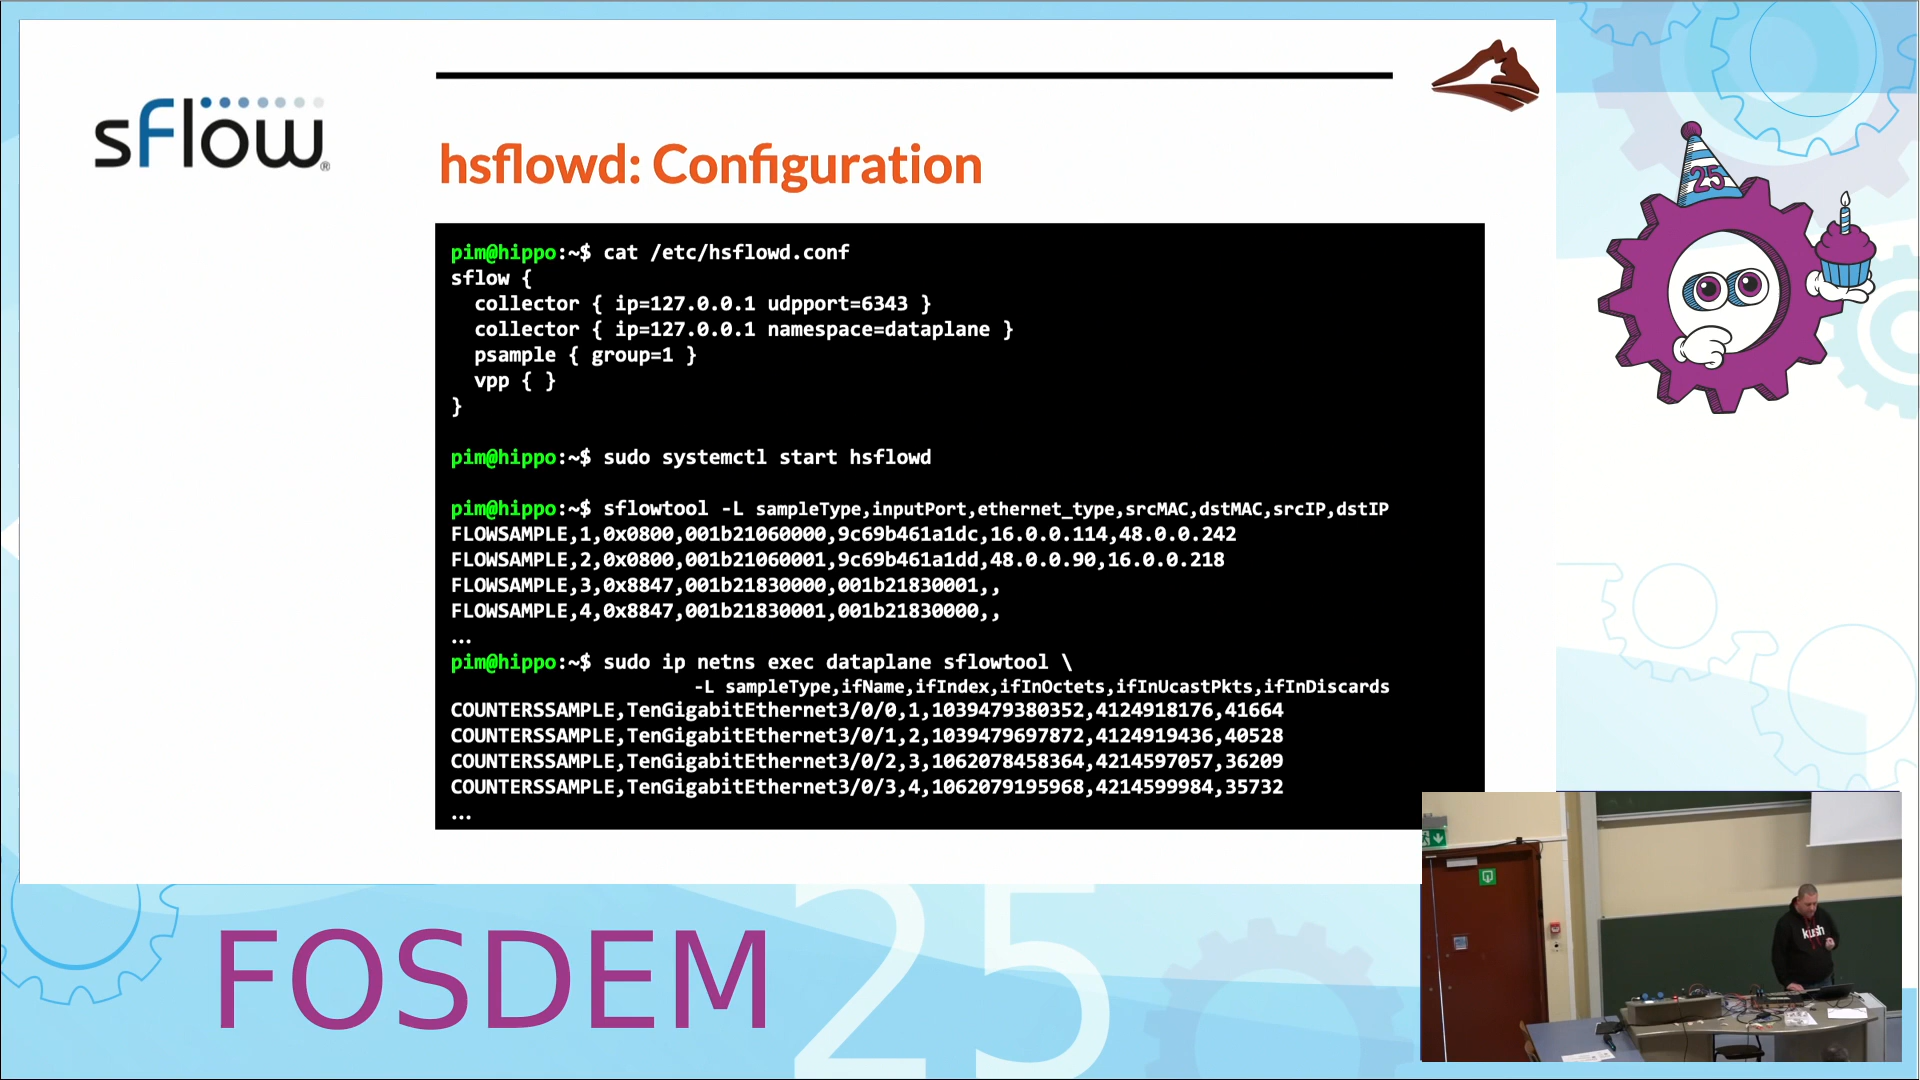 sFlow®
hsflowd: Configuration
pim@hippo:~$ cat /etc/hsflowd.conf
sflow {
  collector { ip=127.0.0.1 udpport=6343 }
  collector { ip=127.0.0.1 namespace=dataplane }
  psample { group=1 }
  vpp { }
}
pim@hippo:~$ sudo systemctl start hsflowd
pim@hippo:~$ sflowtool -L sampleType,inputPort,ethernet_type,srcMAC,dstMAC,srcIP,dstIP
FLOWSAMPLE,1,0x0800,001b21060000,9c69b461a1dc,16.0.0.114,48.0.0.242
FLOWSAMPLE,2,0x0800,001b21060001,9c69b461a1dd,48.0.0.90,16.0.0.218
FLOWSAMPLE,3,0x8847,001b21830000,001b21830001,,
FLOWSAMPLE,4,0x8847,001b21830001,001b21830000,,
...
pim@hippo:~$ sudo ip netns exec dataplane sflowtool \
-L sampleType,ifName,ifIndex,ifInOctets,ifInUcastPkts,ifInDiscards
COUNTERSSAMPLE,TenGigabitEthernet3/0/0,1,1039479380352,4124918176,41664
COUNTERSSAMPLE,TenGigabitEthernet3/0/1,2,1039479697872,4124919436,40528
COUNTERSSAMPLE,TenGigabitEthernet3/0/2,3,1062078458364,4214597057,36209
COUNTERSSAMPLE,TenGigabitEthernet3/0/3,4,1062079195968,4214599984,35732
...
25
FOSDEM 25